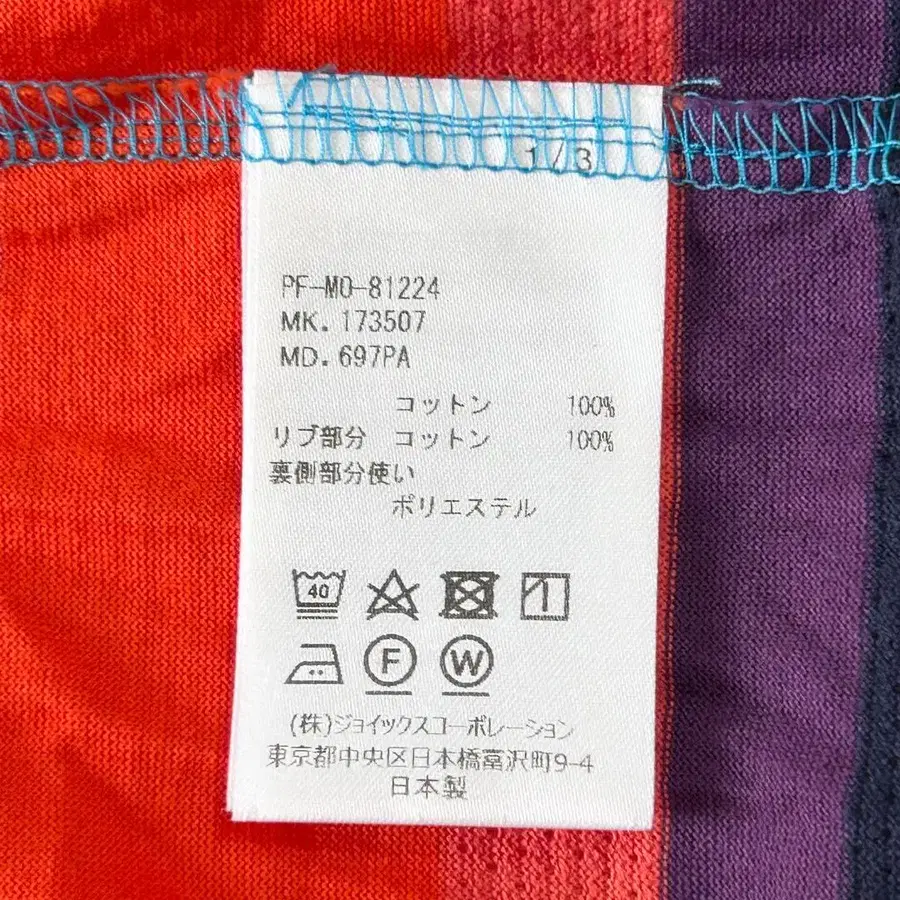 1/3
PF-MO-81224
MK. 173507
MD. 697PA
コットン 100%
リブ部分 コットン 100%
裏側部分使い
ポリエステル
40
F W
(株)ジョイックスコーポレーション
東京都中央区日本橋富沢町9-4
日本製